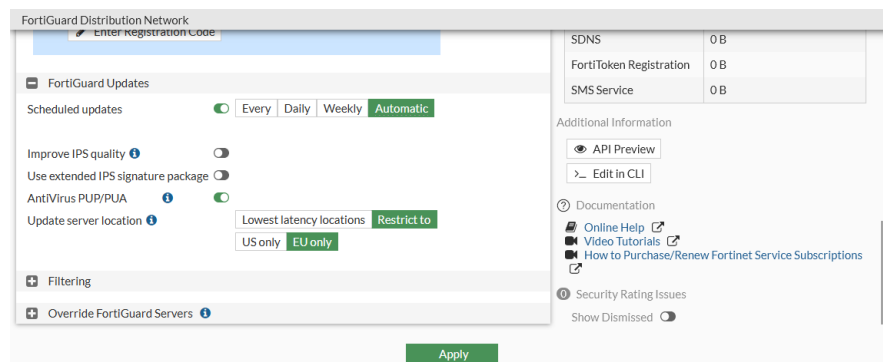 FortiGuard Distribution Network
Enter Registration Code
FortiGuard Updates
Scheduled updates Every Daily Weekly Automatic
Improve IPS quality
Use extended IPS signature package
AntiVirus PUP/PUA
Update server location Lowest latency locations Restrict to
US only EU only
Filtering
Override FortiGuard Servers
SDNS 0 B
FortiToken Registration 0 B
SMS Service 0 B
Additional Information
API Preview
>_ Edit in CLI
Documentation
Online Help
Video Tutorials
How to Purchase/Renew Fortinet Service Subscriptions
0 Security Rating Issues
Show Dismissed
Apply